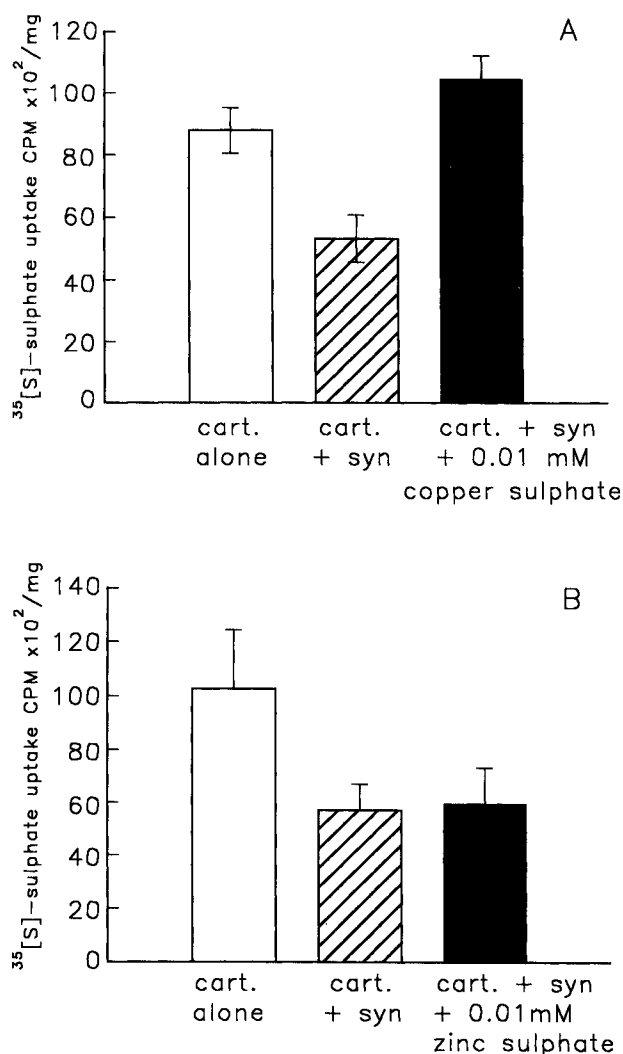 A
35[S]-sulphate uptake CPM x10²/mg
120
100
80
60
40
20
0
cart. alone
cart. + syn
cart. + syn + 0.01 mM copper sulphate
B
35[S]-sulphate uptake CPM x10²/mg
140
120
100
80
60
40
20
0
cart. alone
cart. + syn
cart. + syn + 0.01mM zinc sulphate